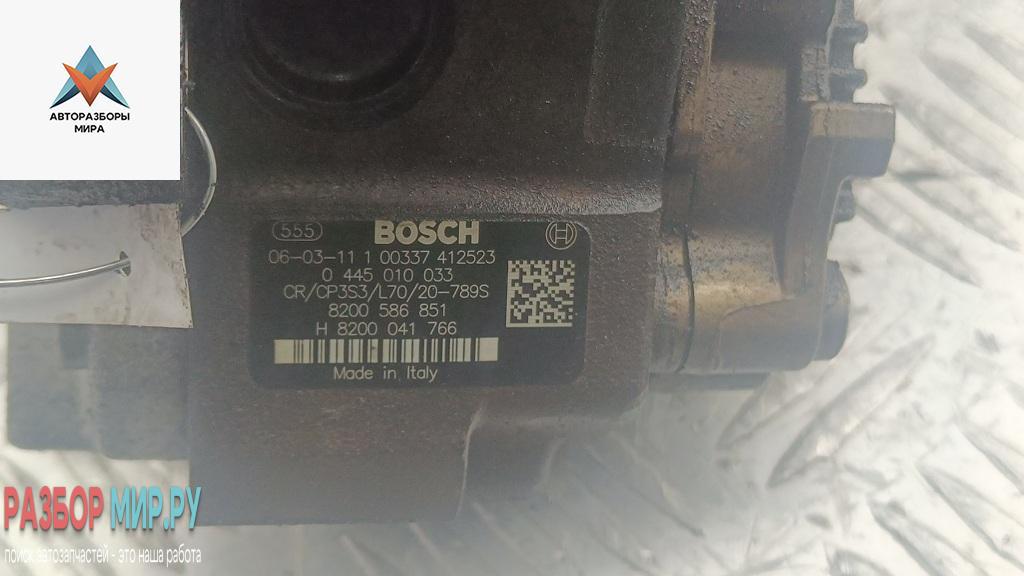 АВТОРАЗБОРЫ
МИРА
555 BOSCH H
06-03-11 1 00337 412523
0 445 010 033
CR/CP3S3/L70/20-789S
8200 586 851
H 8200 041 766
Made in Italy
РАЗБОР МИР.РУ
поиск автозапчастей - это наша работа